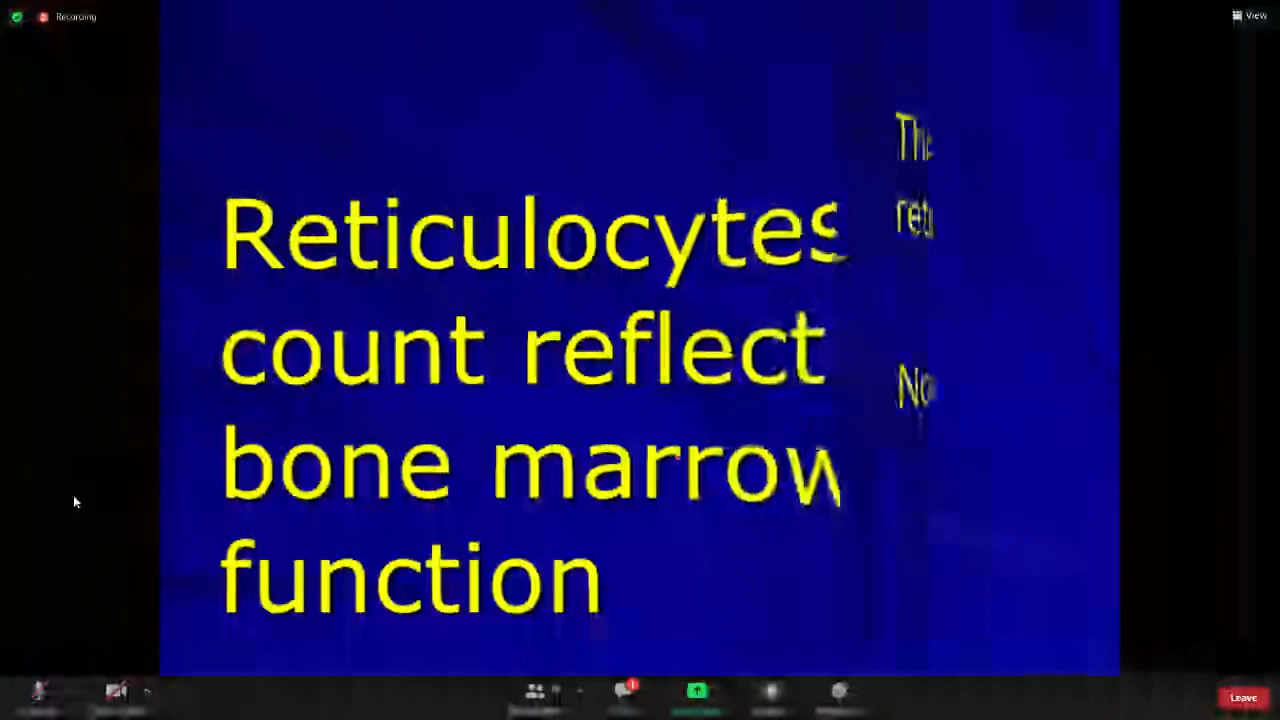 Recording
View
Reticulocytes
count reflect
bone marrow
function
Leave